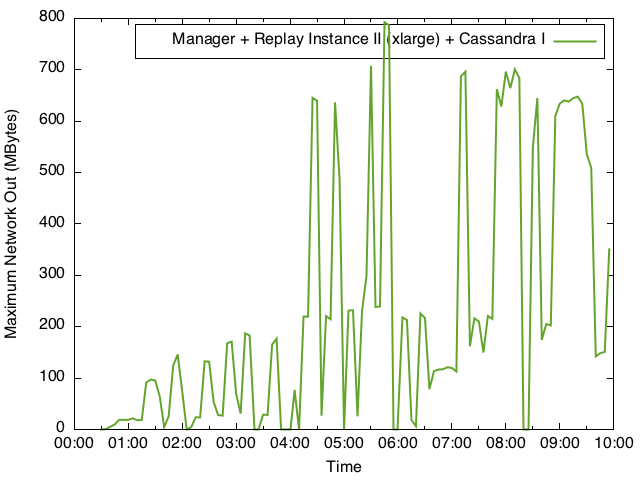 Manager + Replay Instance II (xlarge) + Cassandra I
Maximum Network Out (MBytes)
800
700
600
500
400
300
200
100
0
00:00 01:00 02:00 03:00 04:00 05:00 06:00 07:00 08:00 09:00 10:00
Time